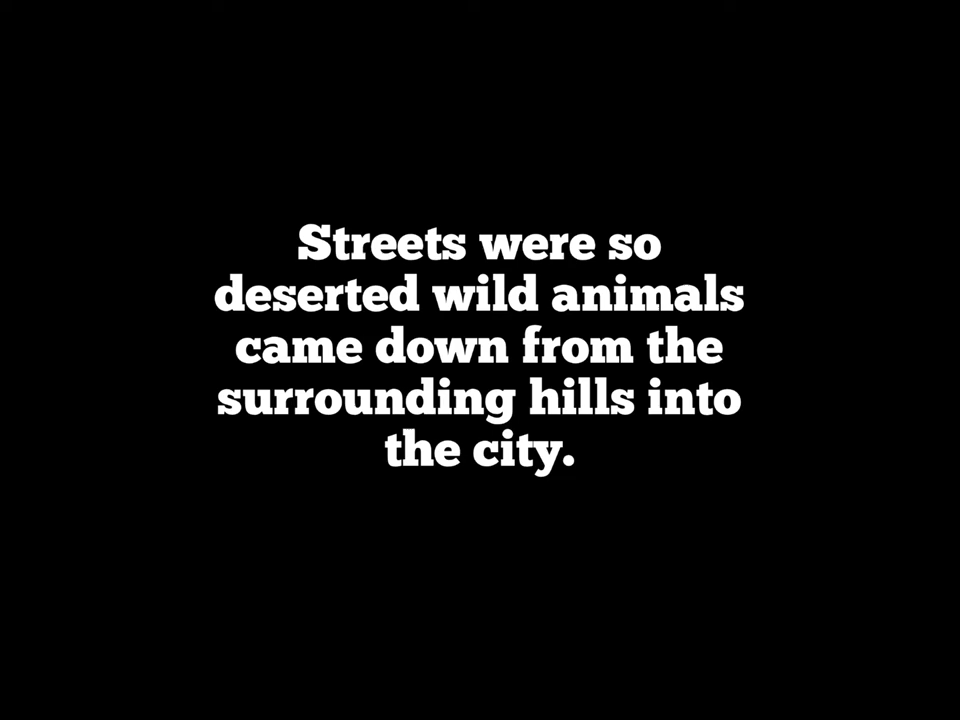 Streets were so
deserted wild animals
came down from the
surrounding hills into
the city.